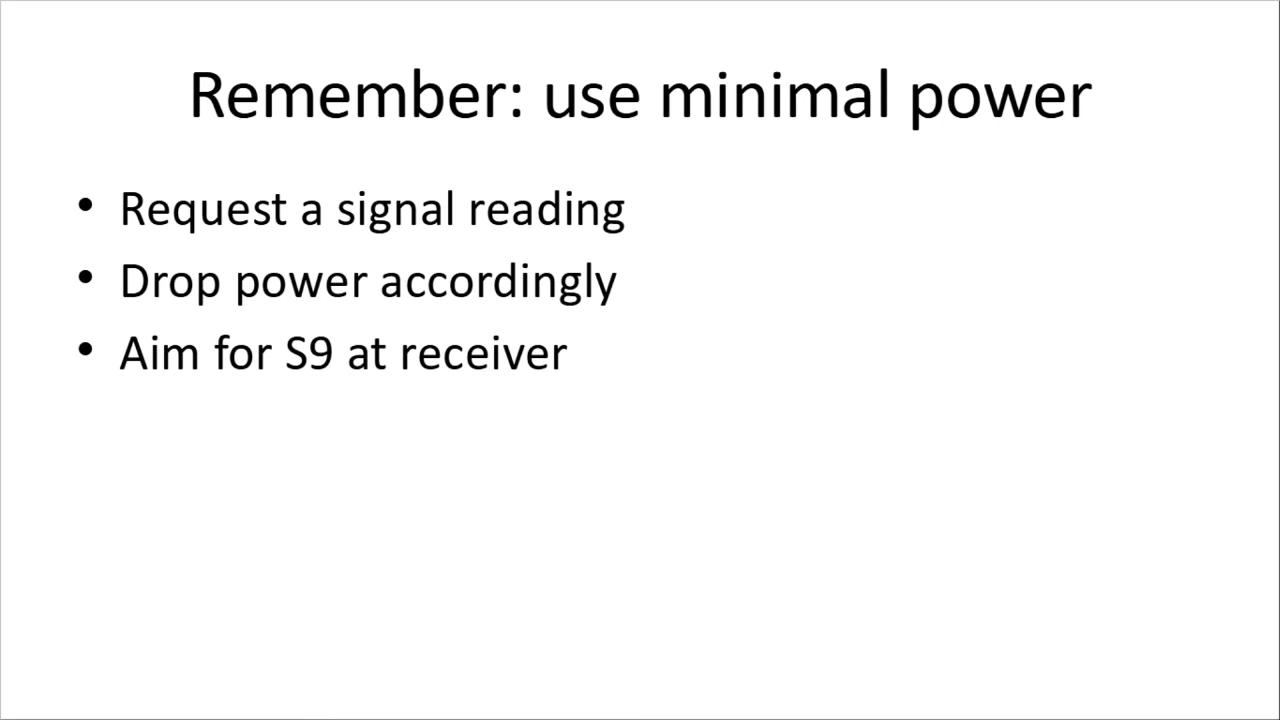 Remember: use minimal power
• Request a signal reading
• Drop power accordingly
• Aim for S9 at receiver